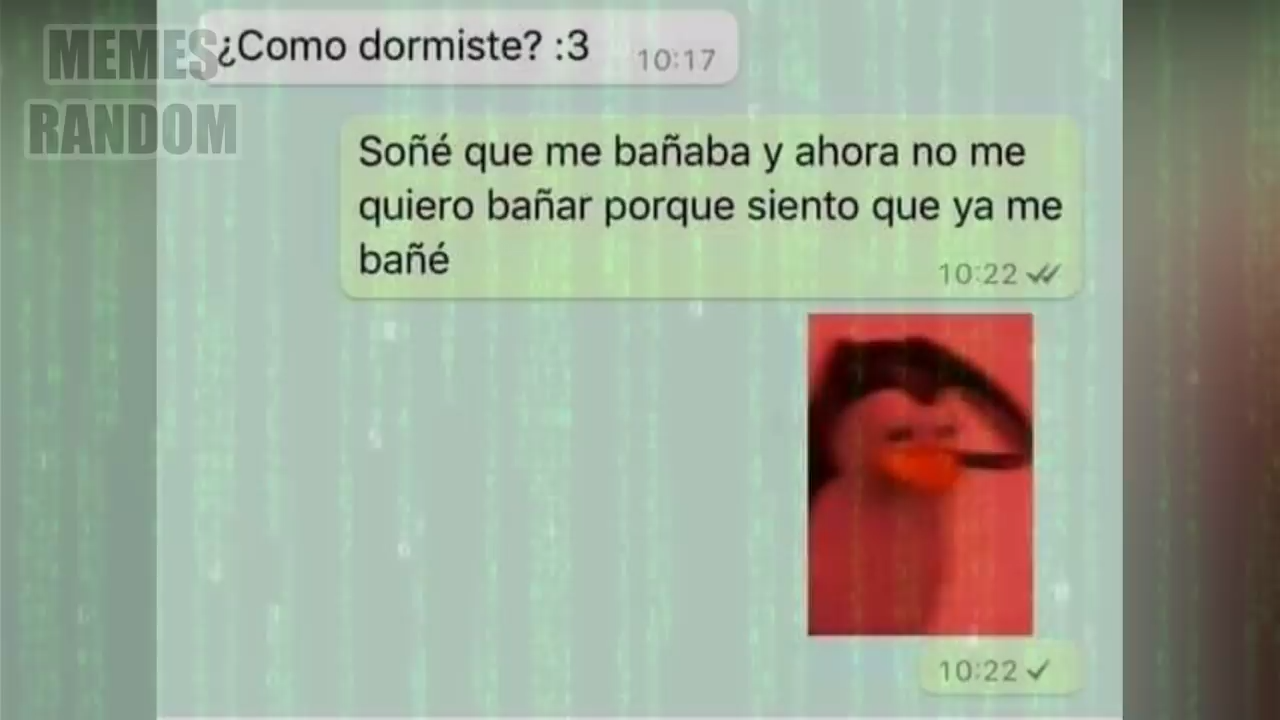 MEMES
RANDOM
¿Como dormiste? :3
10:17
Soñé que me bañaba y ahora no me
quiero bañar porque siento que ya me
bañé
10:22
10:22